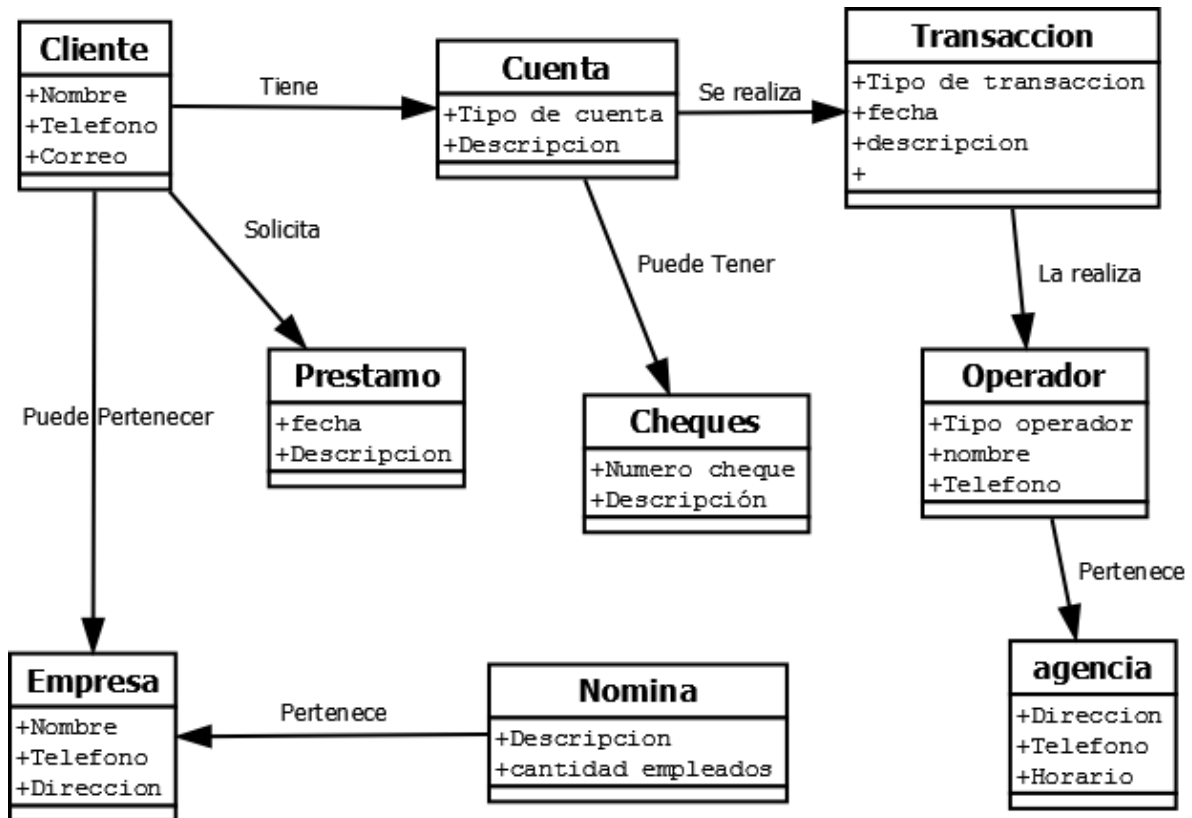 Cliente
+Nombre
+Telefono
+Correo
Tiene
Cuenta
+Tipo de cuenta
+Descripcion
Se realiza
Transaccion
+Tipo de transaccion
+fecha
+descripcion
+
Solicita
Puede Tener
La realiza
Puede Pertenecer
Prestamo
+fecha
+Descripcion
Cheques
+Numero cheque
+Descripción
Operador
+Tipo operador
+nombre
+Telefono
Pertenece
Empresa
+Nombre
+Telefono
+Direccion
Pertenece
Nomina
+Descripcion
+cantidad empleados
agencia
+Direccion
+Telefono
+Horario